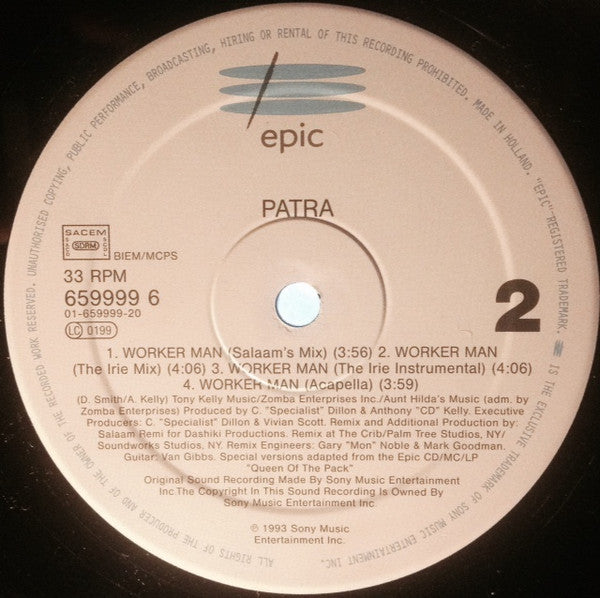 UNAUTHORISED COPYING, PUBLIC PERFORMANCE, BROADCASTING, HIRING OR RENTAL OF THIS RECORDING PROHIBITED. MADE IN HOLLAND. "EPIC" REGISTERED TRADEMARK.
IS THE EXCLUSIVE TRADEMARK OF SONY MUSIC ENTERTAINMENT INC.
ALL RIGHTS OF THE PRODUCER AND OF THE OWNER OF THE RECORDED WORK RESERVED.
epic
PATRA
SACEM
SDRM
BIEM/MCPS
33 RPM
659999 6
01-659999-20
LC 0199
2
1. WORKER MAN (Salaam's Mix) (3:56) 2. WORKER MAN
(The Irie Mix) (4:06) 3. WORKER MAN (The Irie Instrumental) (4:06)
4. WORKER MAN (Acapella) (3:59)
(D. Smith/A. Kelly) Tony Kelly Music/Zomba Enterprises Inc./Aunt Hilda's Music (adm. by
Zomba Enterprises) Produced by C. "Specialist" Dillon & Anthony "CD" Kelly. Executive
Producers: C. "Specialist" Dillon & Vivian Scott. Remix and Additional Production by:
Salaam Remi for Dashiki Productions. Remix at The Crib/Palm Tree Studios, NY/
Soundworks Studios, NY. Remix Engineers: Gary "Mon" Noble & Mark Goodman.
Guitar: Van Gibbs. Special versions adapted from the Epic CD/MC/LP
"Queen Of The Pack"
Original Sound Recording Made By Sony Music Entertainment
Inc.The Copyright In This Sound Recording Is Owned By
Sony Music Entertainment Inc.
℗ 1993 Sony Music
Entertainment Inc.